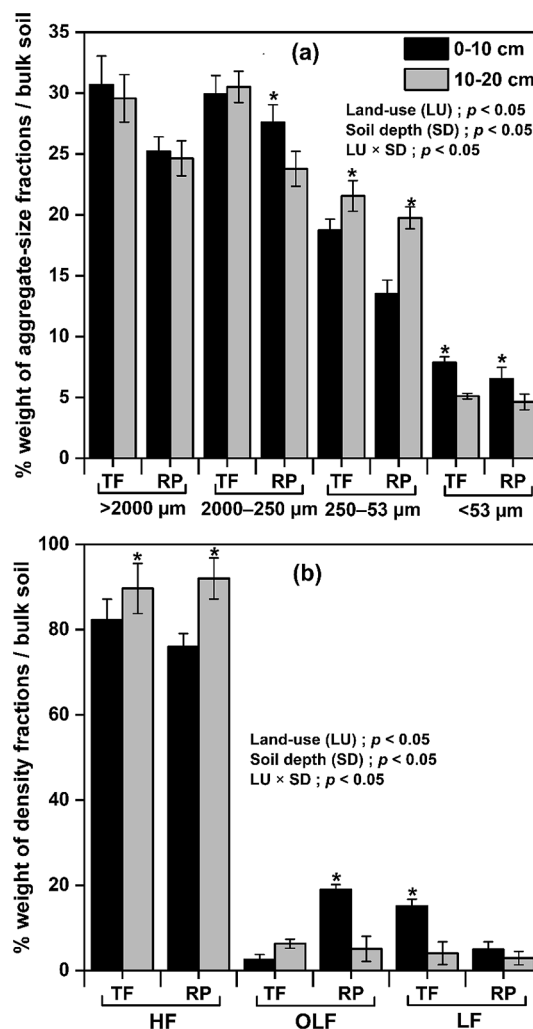 % weight of aggregate-size fractions / bulk soil
35
30
25
20
15
10
5
0
(a)
0-10 cm
10-20 cm
Land-use (LU) ; p < 0.05
Soil depth (SD) ; p < 0.05
LU × SD ; p < 0.05
*
* *
* *
TF RP TF RP TF RP TF RP
>2000 µm 2000–250 µm 250–53 µm <53 µm
% weight of density fractions / bulk soil
100
80
60
40
20
0
(b)
* *
Land-use (LU) ; p < 0.05
Soil depth (SD) ; p < 0.05
LU × SD ; p < 0.05
* *
TF RP TF RP TF RP
HF OLF LF